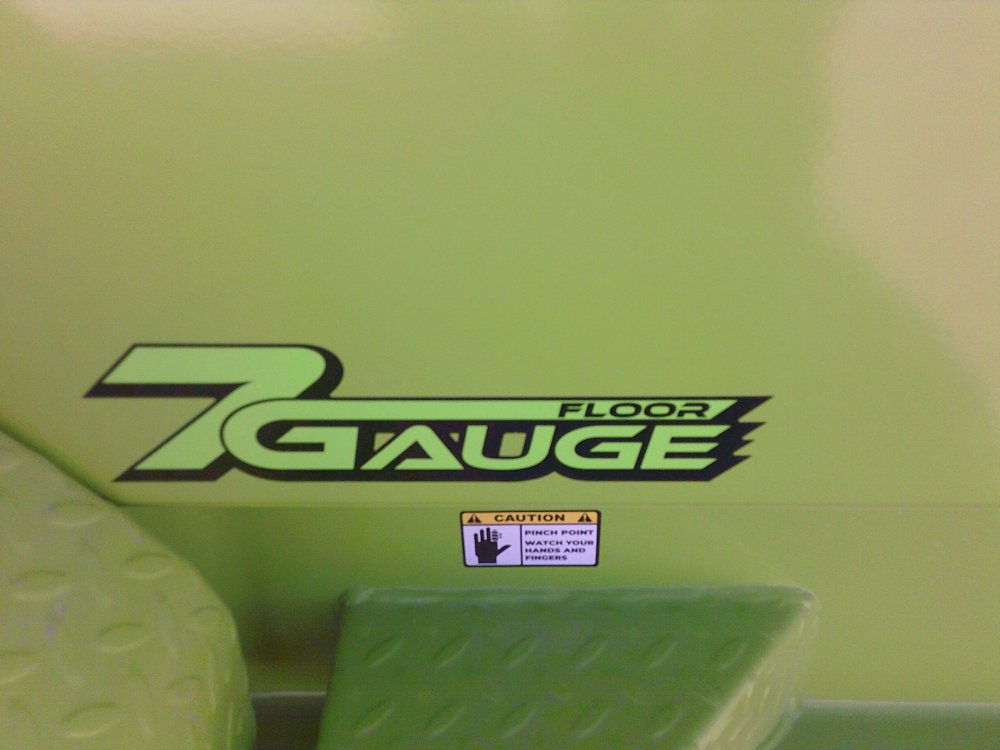 7 GAUGE
FLOOR
CAUTION
PINCH POINT
WATCH YOUR
HANDS AND
FINGERS